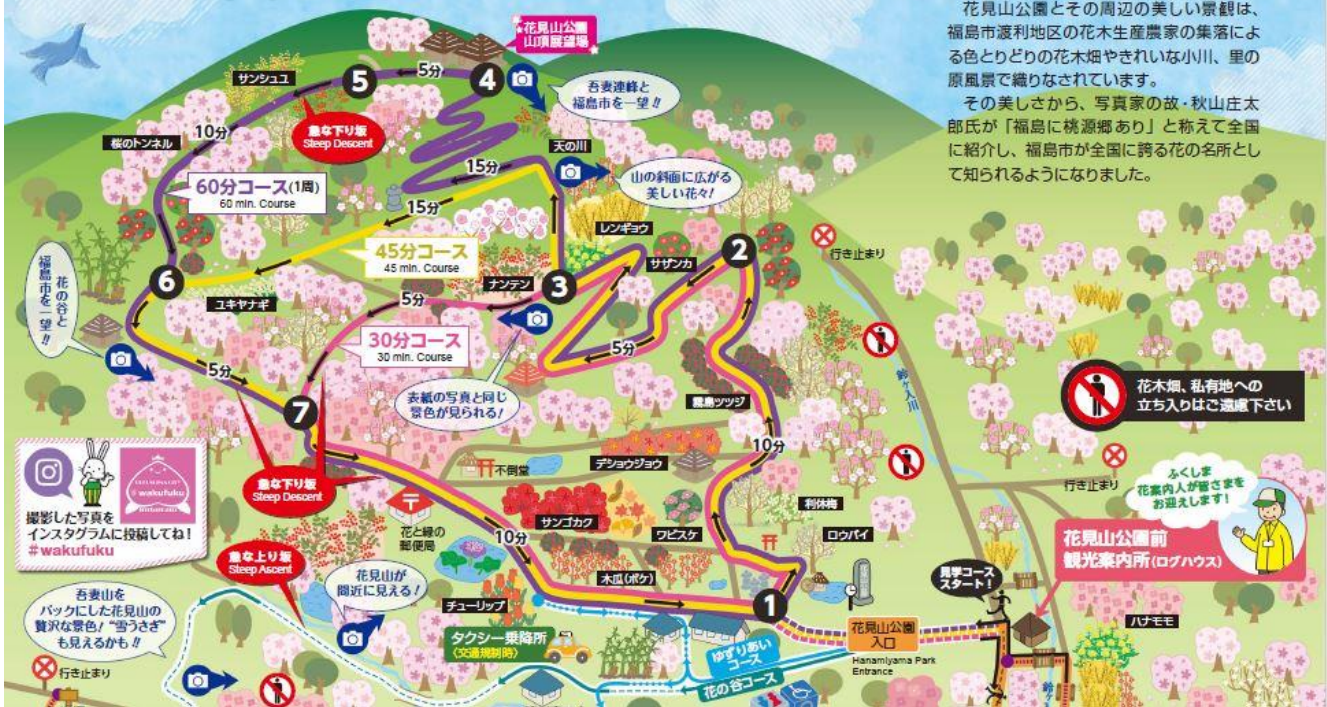 花見山公園とその周辺の美しい景観は、
福島市渡利地区の花木生産農家の集落によ
る色とりどりの花木畑やきれいな小川、里の
原風景で織りなされています。
その美しさから、写真家の故・秋山庄太
郎氏が「福島に桃源郷あり」と称えて全国
に紹介し、福島市が全国に誇る花の名所とし
て知られるようになりました。
花見山公園
山頂展望場
サンシュユ
5
5分
4
吾妻連峰と
福島市を一望!!
急な下り坂
Steep Descent
10分
桜のトンネル
天の川
15分
山の斜面に広がる
美しい花々!
60分コース(1周)
60 min. Course
15分
レンギョウ
45分コース
45 min. Course
サザンカ
2
行き止まり
花の谷と
福島市を一望!!
6
ナンテン
3
ユキヤナギ
5分
30分コース
30 min. Course
5分
5分
鈴ヶ入川
表紙の写真と同じ
景色が見られる!
霧島ツツジ
花木畑、私有地への
立ち入りはご遠慮下さい
7
10分
不倒堂
デショウジョウ
行き止まり
急な下り坂
Steep Descent
#wakufuku
撮影した写真を
インスタグラムに投稿してね!
#wakufuku
花と緑の
郵便局
サンゴカク
ワビスケ
利休梅
ロウバイ
ふくしま
花案内人が皆さまを
お迎えします!
花見山公園前
観光案内所(ログハウス)
10分
急な上り坂
Steep Ascent
花見山が
間近に見える!
木瓜(ボケ)
見学コース
スタート!
1
チューリップ
吾妻山を
バックにした花見山の
贅沢な景色! "雪うさぎ"
も見えるかも!!
タクシー乗降所
(交通規制時)
花見山公園
入口
Hanamiyama Park
Entrance
ハナモモ
ゆずりあい
コース
花の谷コース
行き止まり